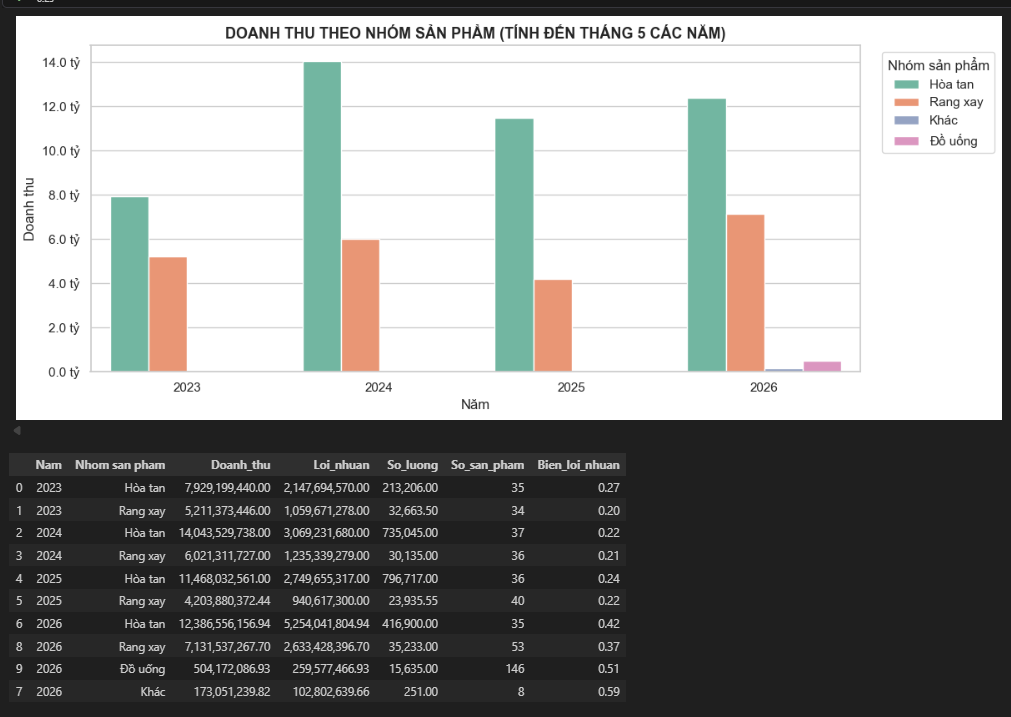 DOANH THU THEO NHÓM SẢN PHẨM (TÍNH ĐẾN THÁNG 5 CÁC NĂM)
14.0 tỷ
12.0 tỷ
10.0 tỷ
8.0 tỷ
6.0 tỷ
4.0 tỷ
2.0 tỷ
0.0 tỷ
Doanh thu
2023 2024 2025 2026
Năm
Nhóm sản phẩm
Hòa tan
Rang xay
Khác
Đồ uống
Nam Nhom san pham Doanh_thu Loi_nhuan So_luong So_san_pham Bien_loi_nhuan
0 2023 Hòa tan 7,929,199,440.00 2,147,694,570.00 213,206.00 35 0.27
1 2023 Rang xay 5,211,373,446.00 1,059,671,278.00 32,663.50 34 0.20
2 2024 Hòa tan 14,043,529,738.00 3,069,231,680.00 735,045.00 37 0.22
3 2024 Rang xay 6,021,311,727.00 1,235,339,279.00 30,135.00 36 0.21
4 2025 Hòa tan 11,468,032,561.00 2,749,655,317.00 796,717.00 36 0.24
5 2025 Rang xay 4,203,880,372.44 940,617,300.00 23,935.55 40 0.22
6 2026 Hòa tan 12,386,556,156.94 5,254,041,804.94 416,900.00 35 0.42
8 2026 Rang xay 7,131,537,267.70 2,633,428,396.70 35,233.00 53 0.37
9 2026 Đồ uống 504,172,086.93 259,577,466.93 15,635.00 146 0.51
7 2026 Khác 173,051,239.82 102,802,639.66 251.00 8 0.59